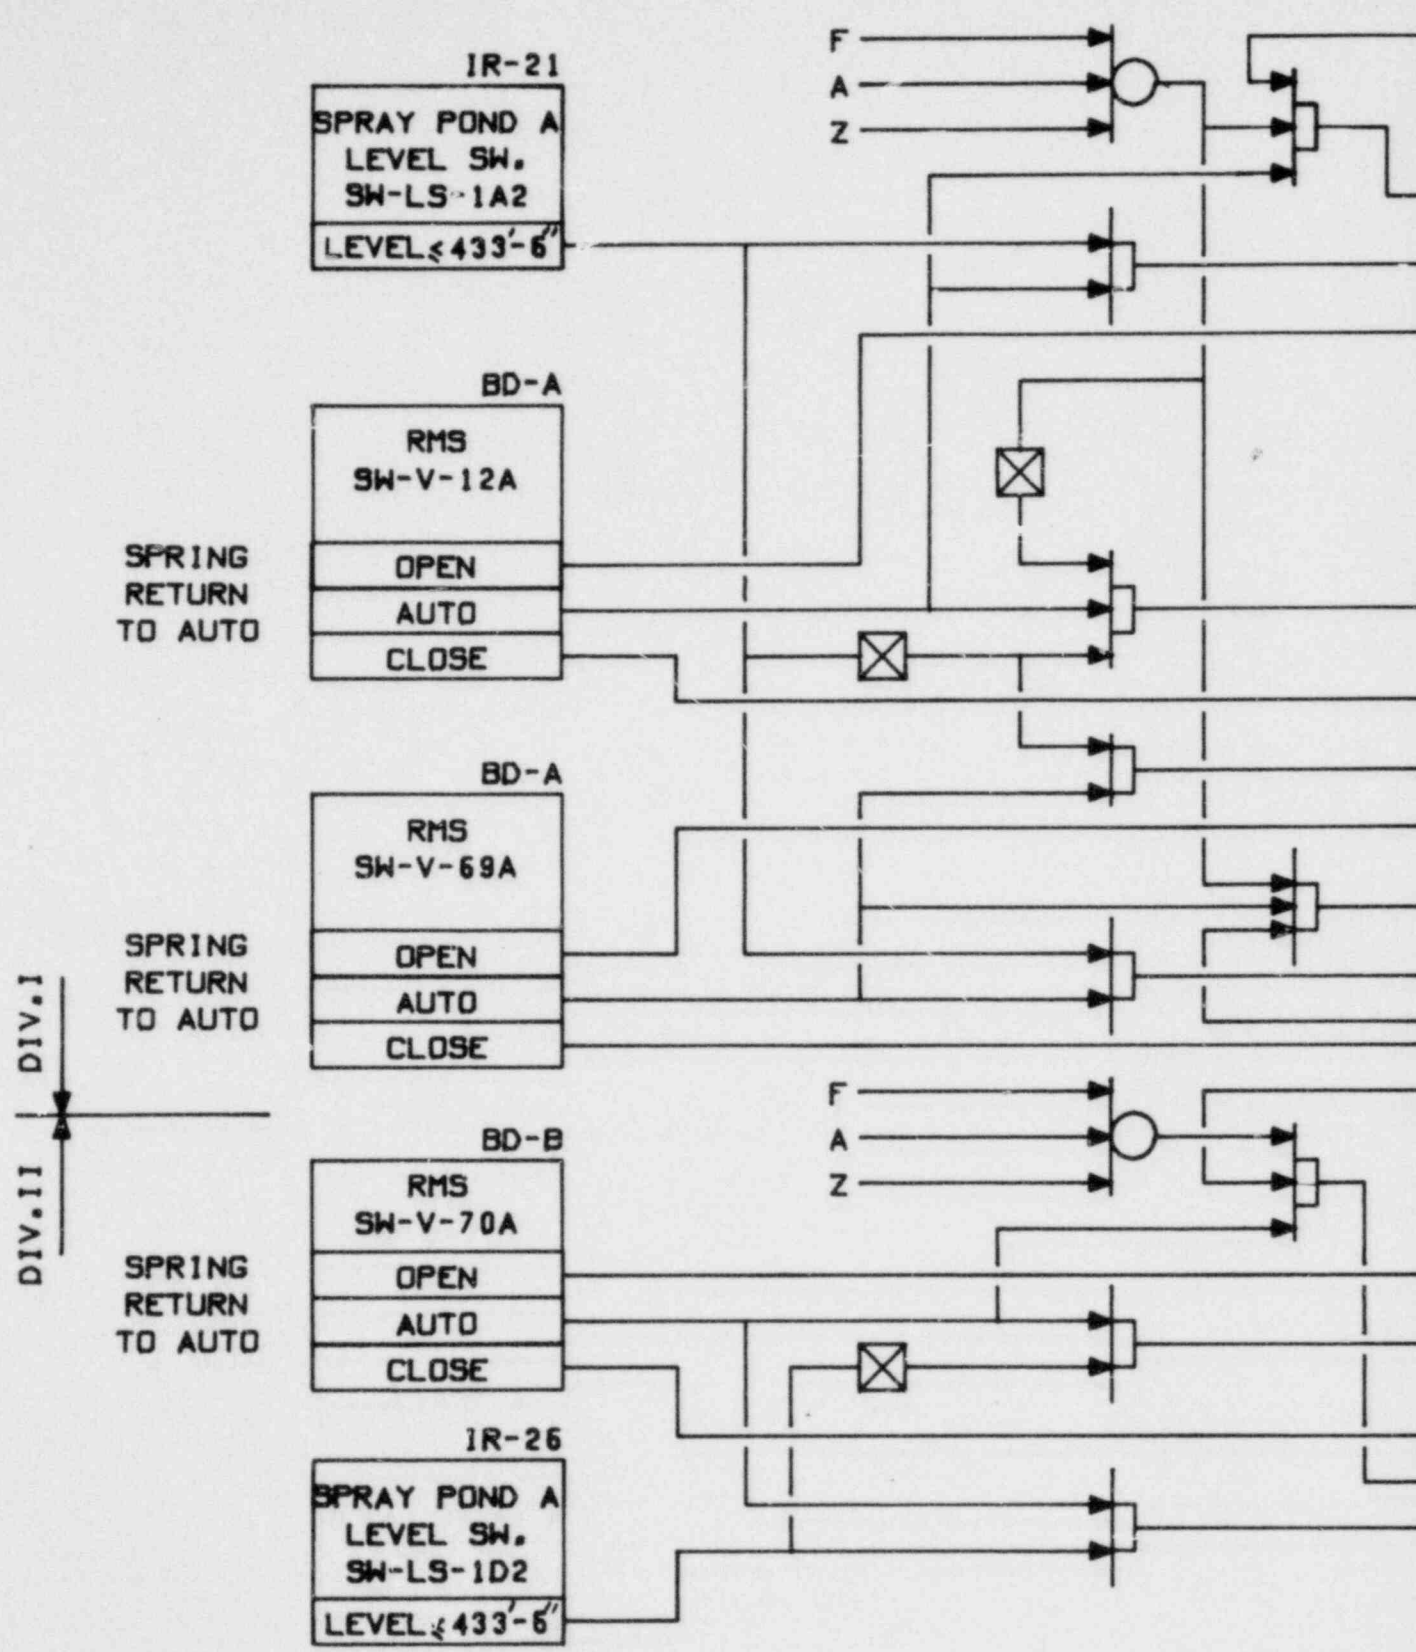 IR-21
SPRAY POND A
LEVEL SW.
SW-LS-1A2
LEVEL≤433'-6"
F
A
Z
BD-A
RMS
SW-V-12A
OPEN
AUTO
CLOSE
SPRING
RETURN
TO AUTO
BD-A
RMS
SW-V-69A
OPEN
AUTO
CLOSE
SPRING
RETURN
TO AUTO
DIV.I
DIV.II
F
A
Z
BD-B
RMS
SW-V-70A
OPEN
AUTO
CLOSE
SPRING
RETURN
TO AUTO
IR-26
SPRAY POND A
LEVEL SW.
SW-LS-1D2
LEVEL≤433'-6"